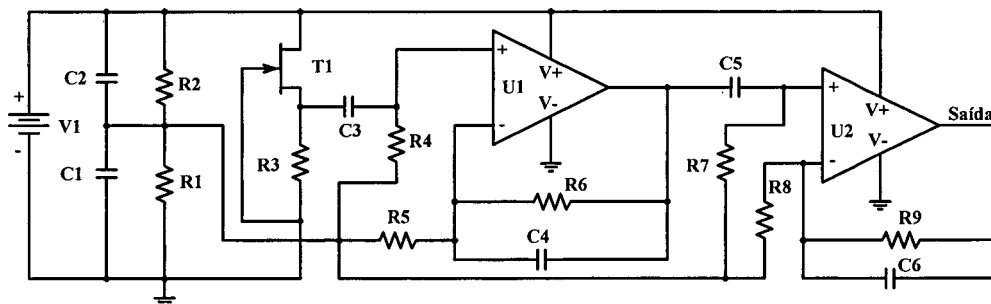 C2
R2
+
V1
-
C1
R1
T1
C3
R3
R4
+
U1
-
V+
V-
R5
R6
C4
C5
R7
R8
+
U2
-
V+
V-
Saída
R9
C6